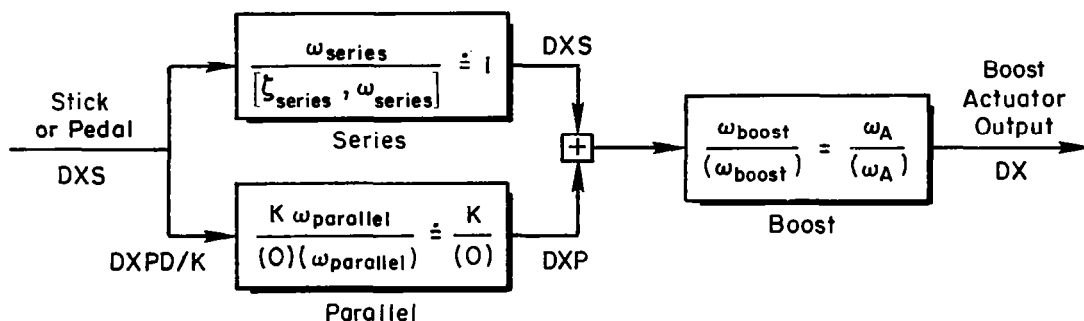 Stick
or Pedal
DXS
ω_series
[ζ_series , ω_series] ≐ 1
Series
DXS
DXPD/K
K ω_parallel
(0)(ω_parallel) ≐ K
(0)
Parallel
DXP
+
ω_boost
(ω_boost) = ω_A
(ω_A)
Boost
Boost
Actuator
Output
DX